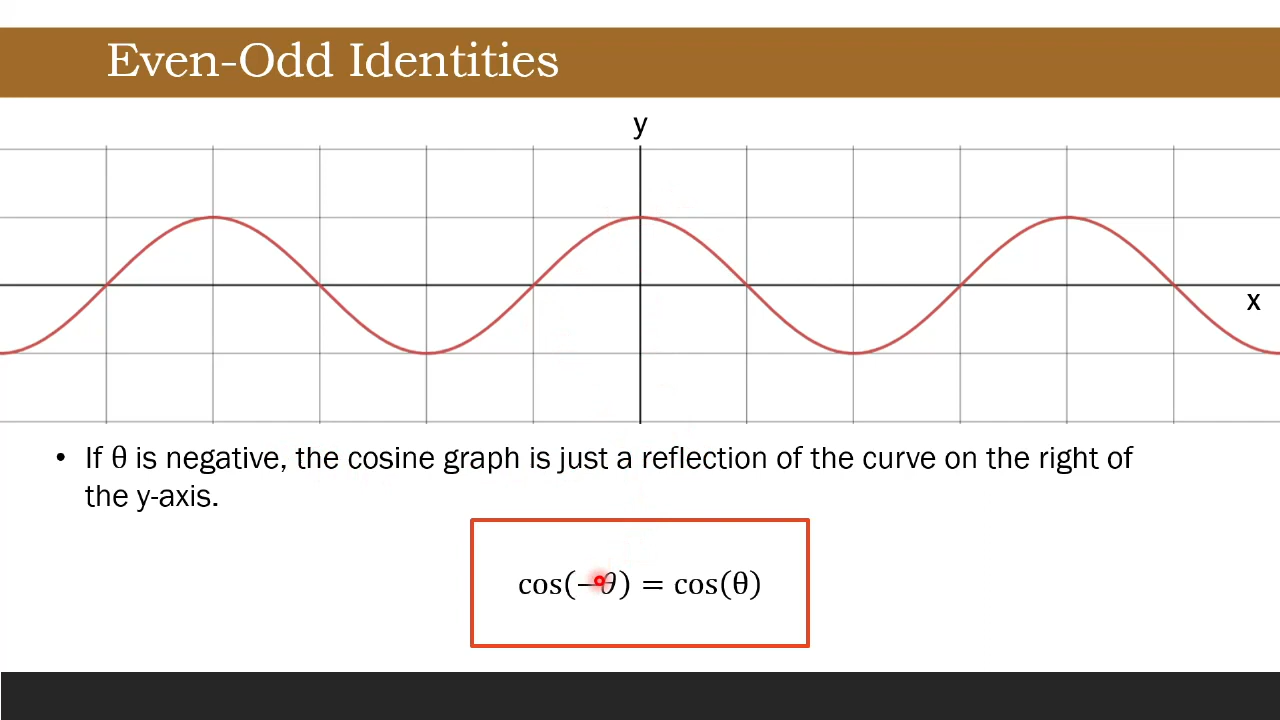 Even-Odd Identities
y
x
• If θ is negative, the cosine graph is just a reflection of the curve on the right of
the y-axis.
cos(−θ) = cos(θ)